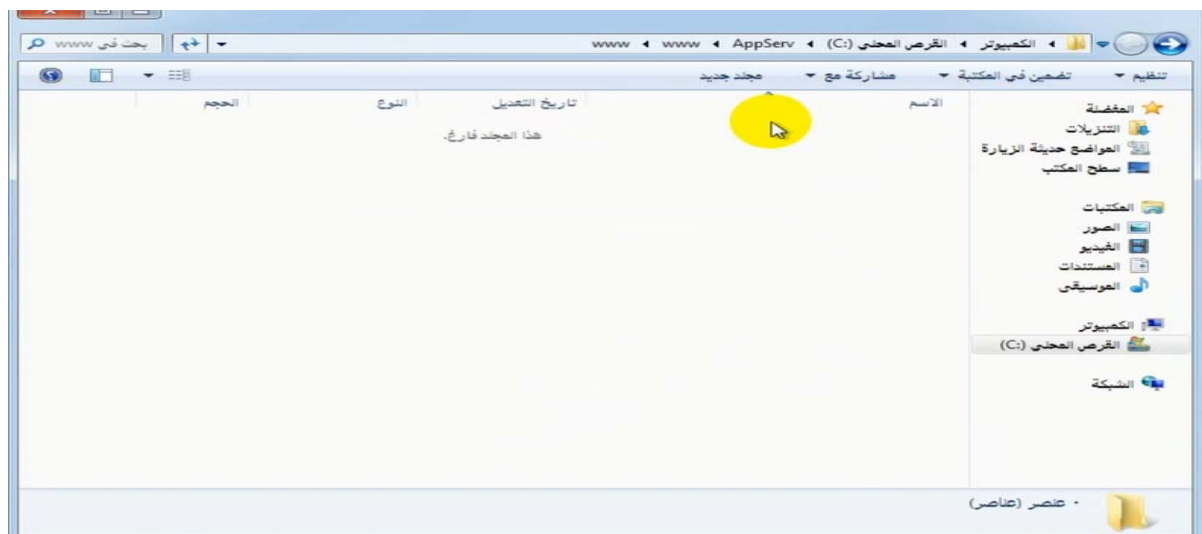 الكمبيوتر ◂ القرص المحلي (C:) ◂ AppServ ◂ www ◂ www
بحث في www
تنظيم تضمين في المكتبة مشاركة مع مجلد جديد
الاسم تاريخ التعديل النوع الحجم
هذا المجلد فارغ.
المفضلة
التنزيلات
المواضع حديثة الزيارة
سطح المكتب
المكتبات
الصور
الفيديو
المستندات
الموسيقى
الكمبيوتر
القرص المحلي (C:)
الشبكة
٠ عنصر (عناصر)